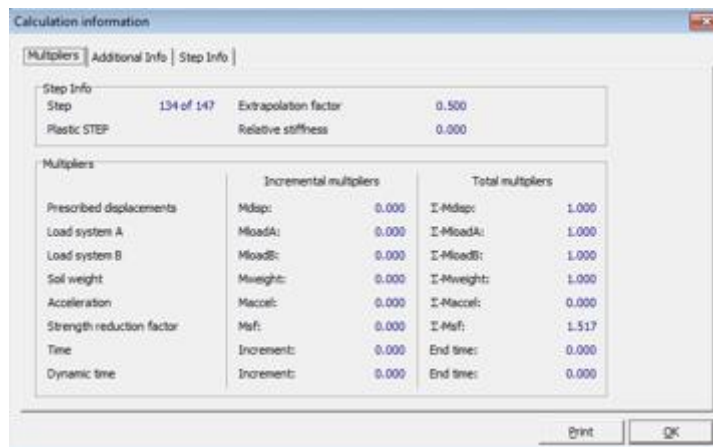 Calculation information
Multipliers Additional Info Step Info
Step Info
Step 134 of 147 Extrapolation factor 0.500
Plastic STEP Relative stiffness 0.000
Multipliers
Incremental multipliers Total multipliers
Prescribed displacements Mdisp: 0.000 Σ-Mdisp: 1.000
Load system A MloadA: 0.000 Σ-MloadA: 1.000
Load system B MloadB: 0.000 Σ-MloadB: 1.000
Soil weight Mweight: 0.000 Σ-Mweight: 1.000
Acceleration Maccel: 0.000 Σ-Maccel: 0.000
Strength reduction factor Msf: 0.000 Σ-Msf: 1.517
Time Increment: 0.000 End time: 0.000
Dynamic time Increment: 0.000 End time: 0.000
Print OK